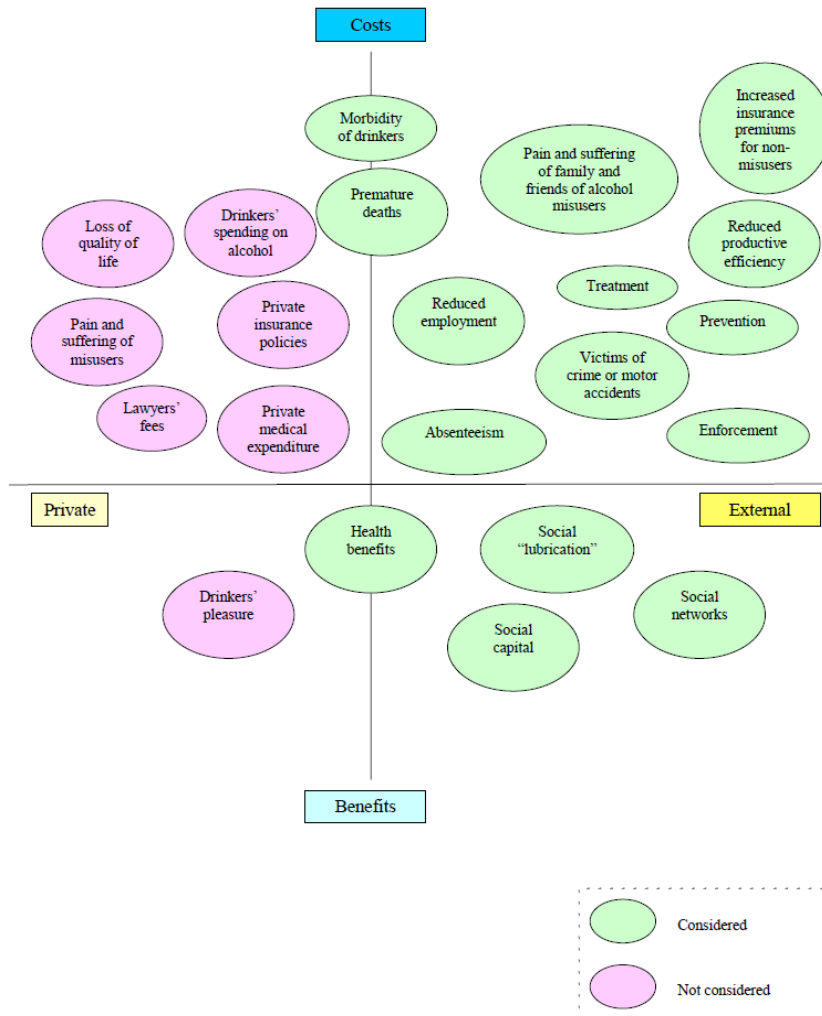 Costs
Morbidity
of drinkers
Increased
insurance
premiums
for non-
misusers
Pain and suffering
of family and
friends of alcohol
misusers
Premature
deaths
Loss of
quality of
life
Drinkers’
spending on
alcohol
Reduced
productive
efficiency
Treatment
Reduced
employment
Prevention
Pain and
suffering of
misusers
Private
insurance
policies
Victims of
crime or motor
accidents
Lawyers’
fees
Private
medical
expenditure
Absenteeism
Enforcement
Private
External
Health
benefits
Social
“lubrication”
Drinkers’
pleasure
Social
networks
Social
capital
Benefits
Considered
Not considered